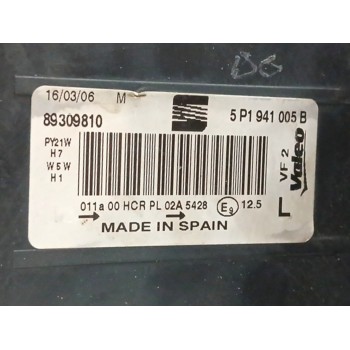 16/03/06 M
89309810 5P1 941 005 B
PY21W
H7
W5W
H1
VF 2
Valeo
L
011a 00 HCR PL 02A 5428 E9 12.5
MADE IN SPAIN